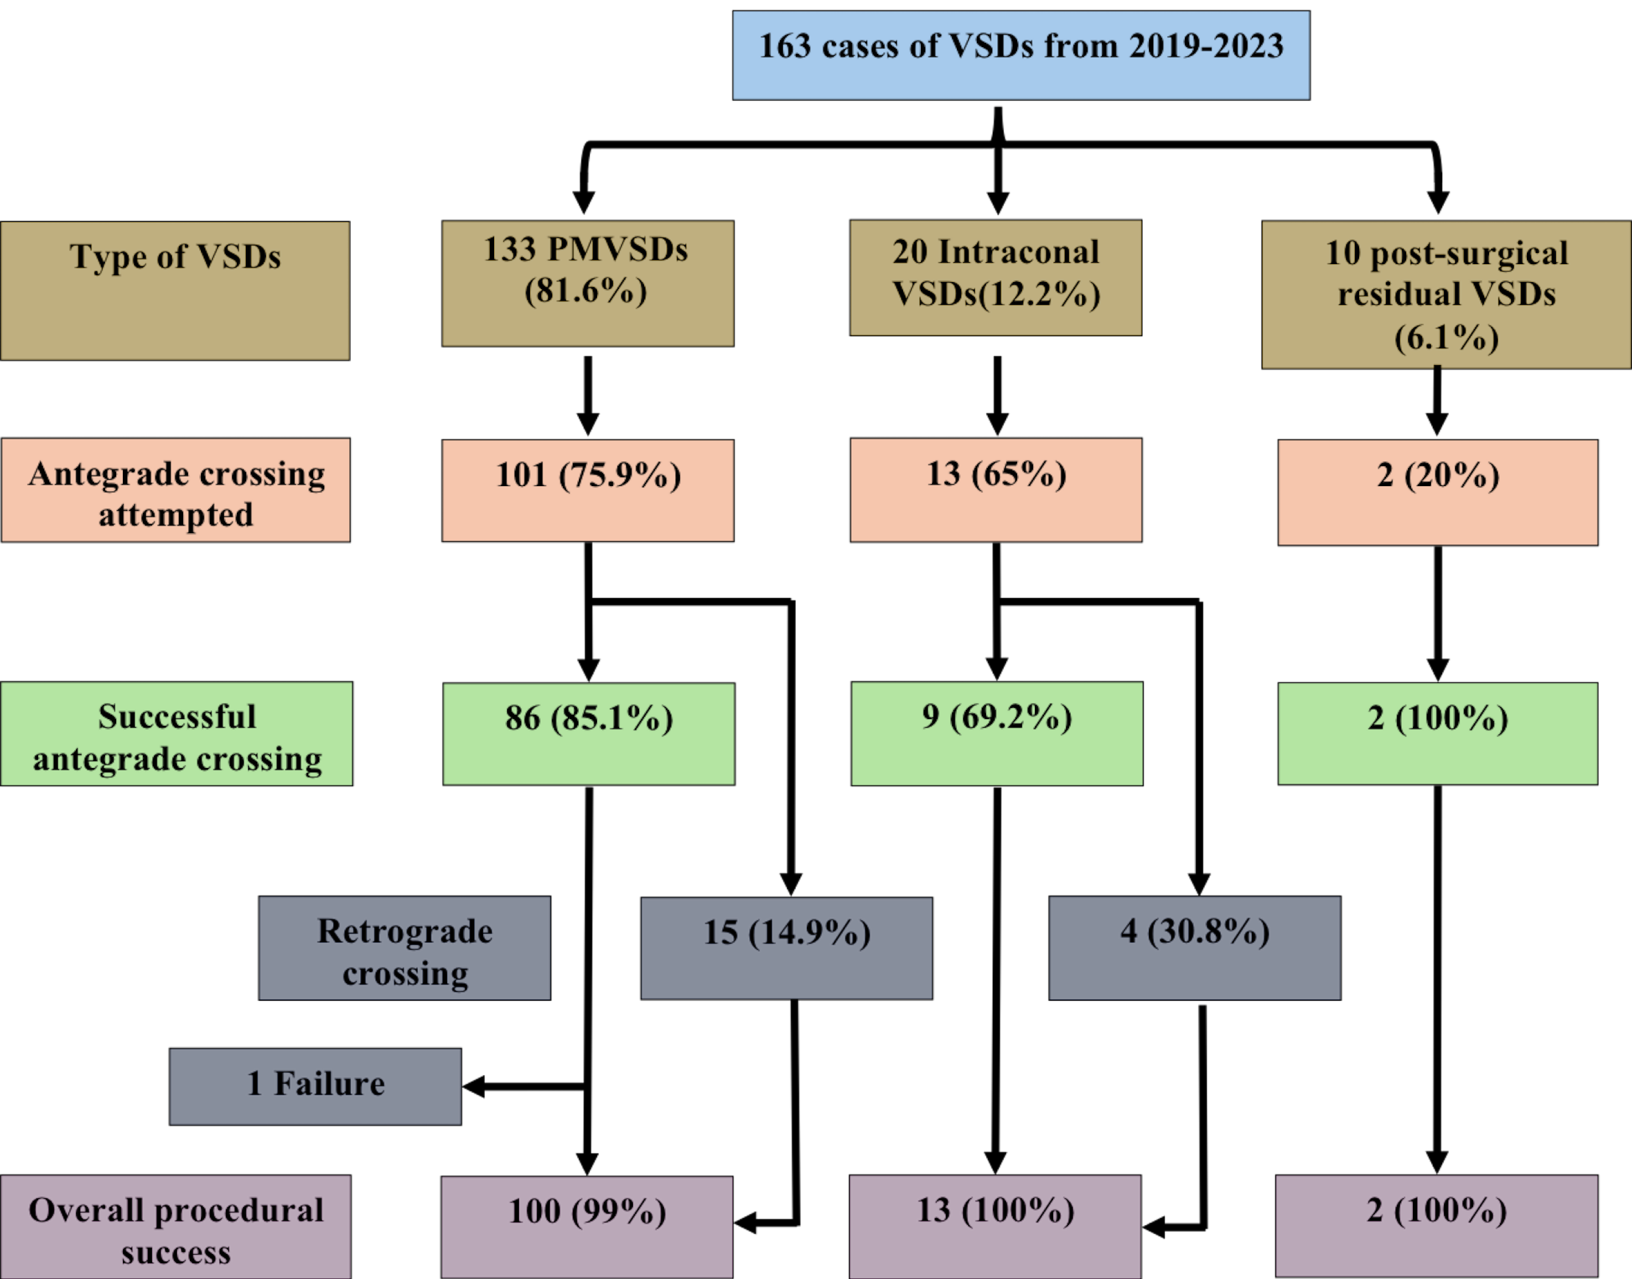 163 cases of VSDs from 2019-2023
Type of VSDs
133 PMVSDs
(81.6%)
20 Intraconal
VSDs(12.2%)
10 post-surgical
residual VSDs
(6.1%)
Antegrade crossing
attempted
101 (75.9%)
13 (65%)
2 (20%)
Successful
antegrade crossing
86 (85.1%)
9 (69.2%)
2 (100%)
Retrograde
crossing
15 (14.9%)
4 (30.8%)
1 Failure
Overall procedural
success
100 (99%)
13 (100%)
2 (100%)